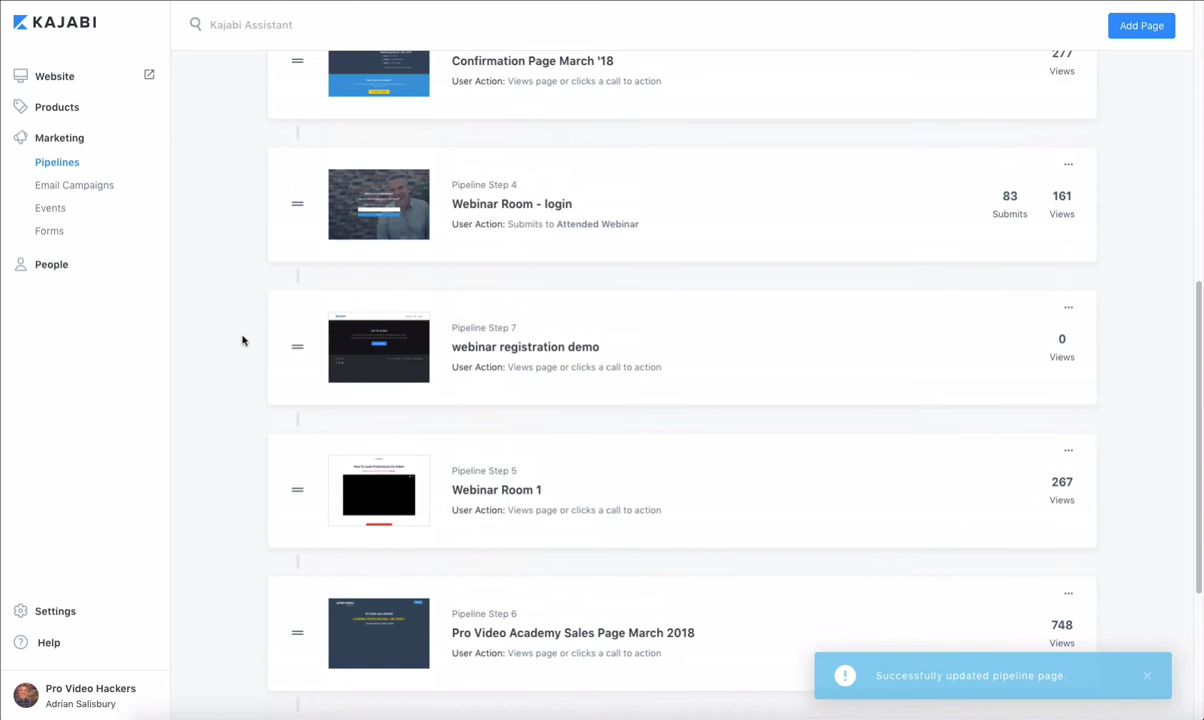 KAJABI
Kajabi Assistant
Add Page
Website
Products
Marketing
Pipelines
Email Campaigns
Events
Forms
People
Settings
Help
Pro Video Hackers
Adrian Salisbury
Confirmation Page March '18
User Action: Views page or clicks a call to action
277
Views
Pipeline Step 4
Webinar Room - login
User Action: Submits to Attended Webinar
83
Submits
161
Views
Pipeline Step 7
webinar registration demo
User Action: Views page or clicks a call to action
0
Views
Pipeline Step 5
Webinar Room 1
User Action: Views page or clicks a call to action
267
Views
Pipeline Step 6
Pro Video Academy Sales Page March 2018
User Action: Views page or clicks a call to action
748
Views
Successfully updated pipeline page.